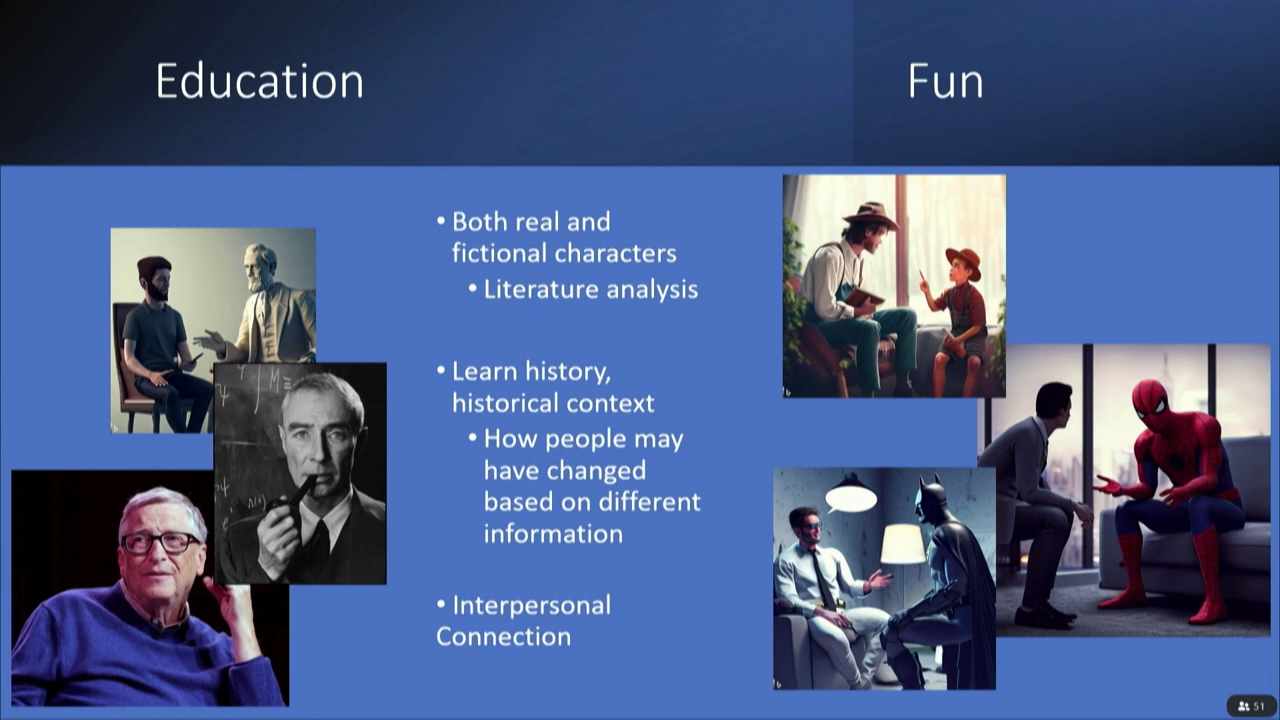 Education
Fun
• Both real and
fictional characters
• Literature analysis
• Learn history,
historical context
• How people may
have changed
based on different
information
• Interpersonal
Connection
51